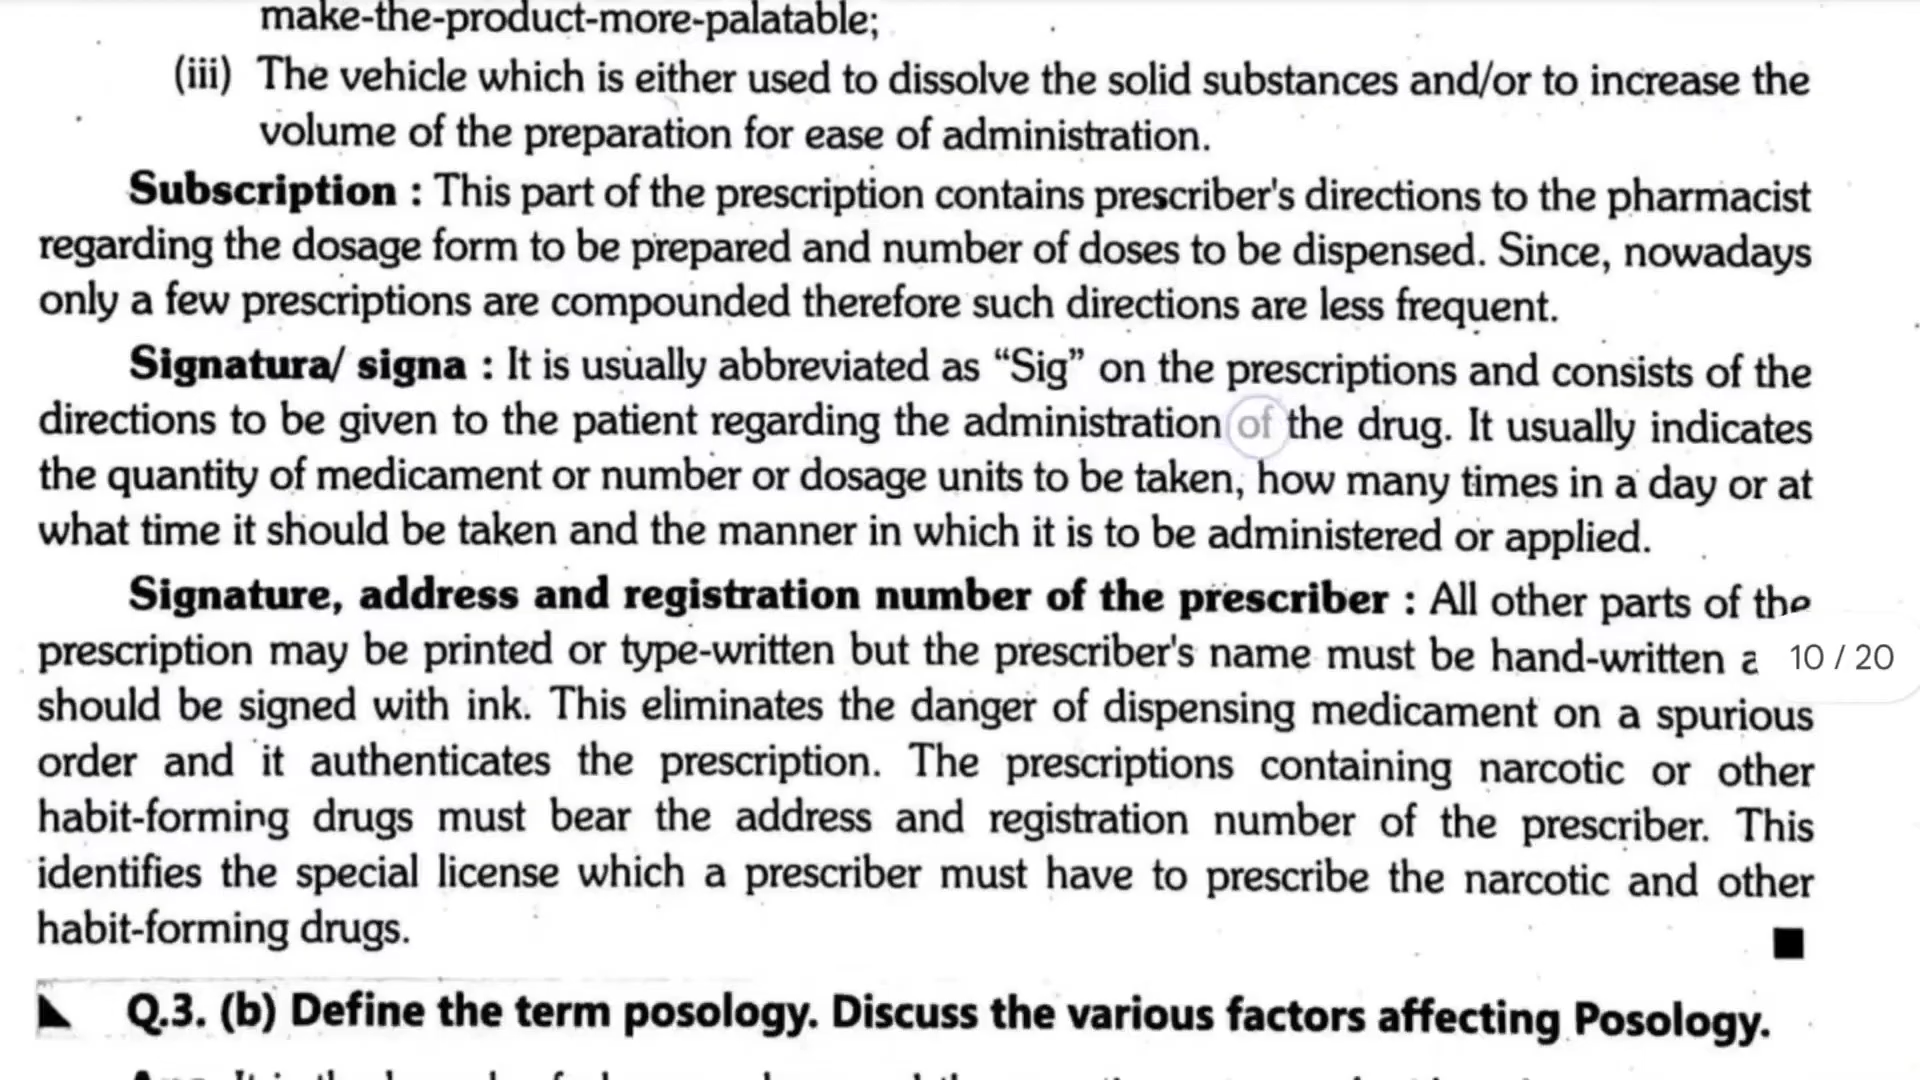 make-the-product-more-palatable;
(iii) The vehicle which is either used to dissolve the solid substances and/or to increase the
volume of the preparation for ease of administration.
Subscription : This part of the prescription contains prescriber's directions to the pharmacist
regarding the dosage form to be prepared and number of doses to be dispensed. Since, nowadays
only a few prescriptions are compounded therefore such directions are less frequent.
Signatura/ signa : It is usually abbreviated as “Sig” on the prescriptions and consists of the
directions to be given to the patient regarding the administration of the drug. It usually indicates
the quantity of medicament or number or dosage units to be taken, how many times in a day or at
what time it should be taken and the manner in which it is to be administered or applied.
Signature, address and registration number of the prescriber : All other parts of the
prescription may be printed or type-written but the prescriber's name must be hand-written a
10 / 20
should be signed with ink. This eliminates the danger of dispensing medicament on a spurious
order and it authenticates the prescription. The prescriptions containing narcotic or other
habit-forming drugs must bear the address and registration number of the prescriber. This
identifies the special license which a prescriber must have to prescribe the narcotic and other
habit-forming drugs.
Q.3. (b) Define the term posology. Discuss the various factors affecting Posology.